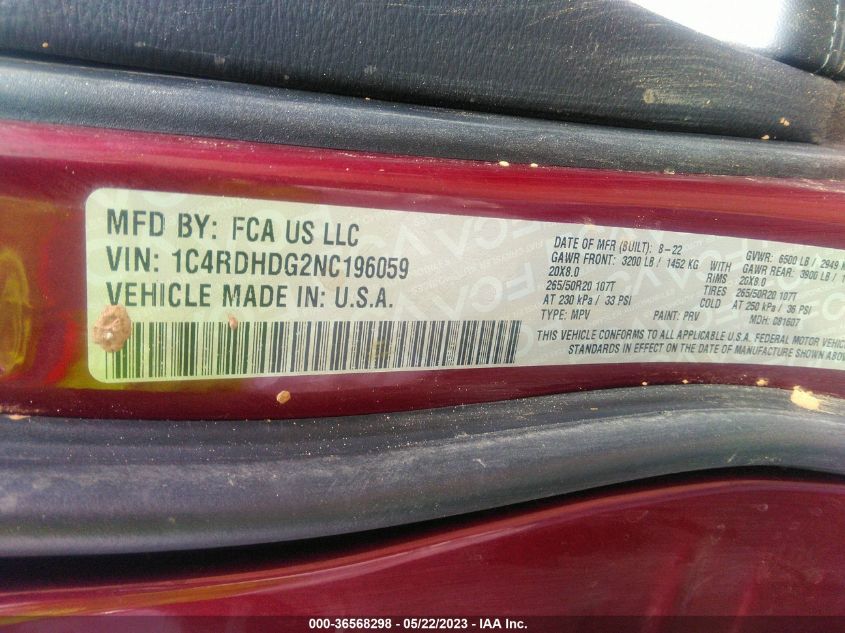 MFD BY: FCA US LLC
VIN: 1C4RDHDG2NC196059
VEHICLE MADE IN: U.S.A.
DATE OF MFR (BUILT): 8-22 GVWR: 6500 LB / 2949 K
GAWR FRONT: 3200 LB / 1452 KG WITH GAWR REAR: 3900 LB /
20X8.0 RIMS 20X8.0
265/50R20 107T TIRES 265/50R20 107T
AT 230 kPa / 33 PSI COLD AT 250 kPa / 36 PSI
TYPE: MPV PAINT: PRV MDH: 081607
THIS VEHICLE CONFORMS TO ALL APPLICABLE U.S.A. FEDERAL MOTOR VEHIC
STANDARDS IN EFFECT ON THE DATE OF MANUFACTURE SHOWN ABOV
000-36568298 - 05/22/2023 - IAA Inc.